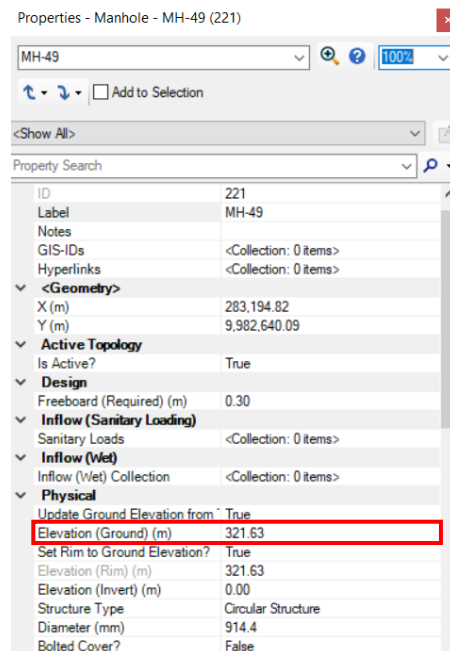 Properties - Manhole - MH-49 (221)
MH-49 100%
Add to Selection
<Show All>
Property Search
ID 221
Label MH-49
Notes
GIS-IDs <Collection: 0 items>
Hyperlinks <Collection: 0 items>
<Geometry>
X (m) 283,194.82
Y (m) 9,982,640.09
Active Topology
Is Active? True
Design
Freeboard (Required) (m) 0.30
Inflow (Sanitary Loading)
Sanitary Loads <Collection: 0 items>
Inflow (Wet)
Inflow (Wet) Collection <Collection: 0 items>
Physical
Update Ground Elevation from True
Elevation (Ground) (m) 321.63
Set Rim to Ground Elevation? True
Elevation (Rim) (m) 321.63
Elevation (Invert) (m) 0.00
Structure Type Circular Structure
Diameter (mm) 914.4
Bolted Cover? False